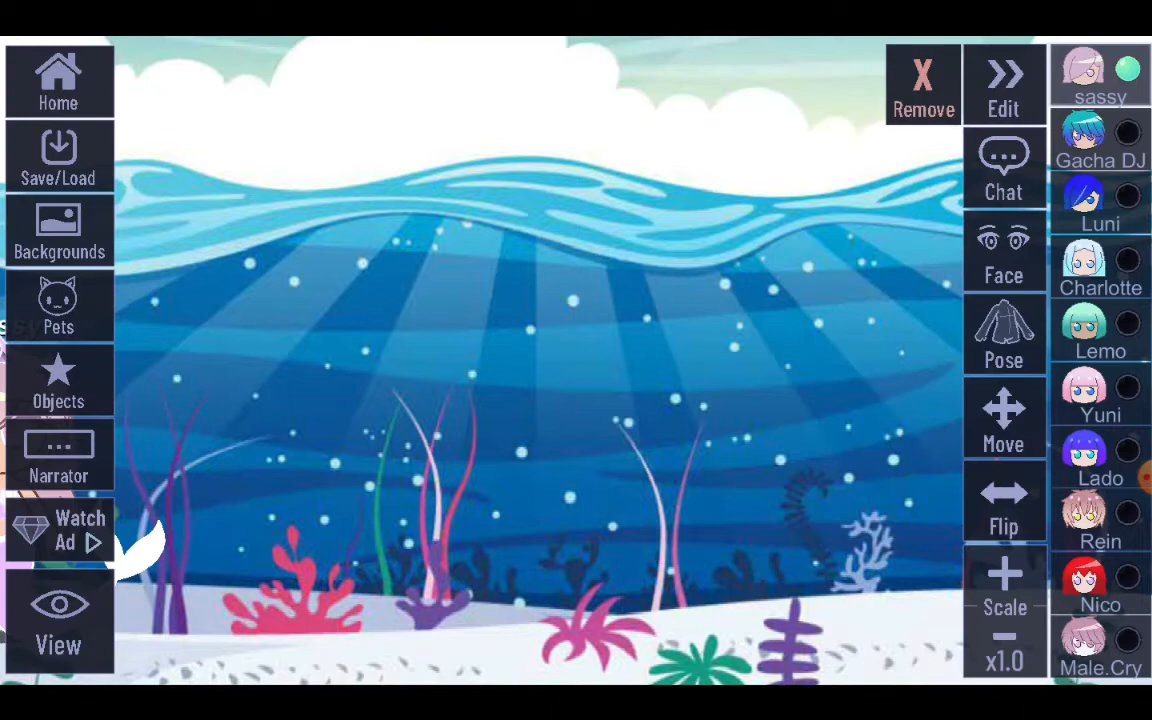 Home
Save/Load
Backgrounds
Pets
Objects
...
Narrator
Watch
Ad
View
X
Remove
Edit
...
Chat
Face
Pose
Move
Flip
+
Scale
-
x1.0
sassy
Gacha DJ
Luni
Charlotte
Lemo
Yuni
Lado
Rein
Nico
Male.Cry